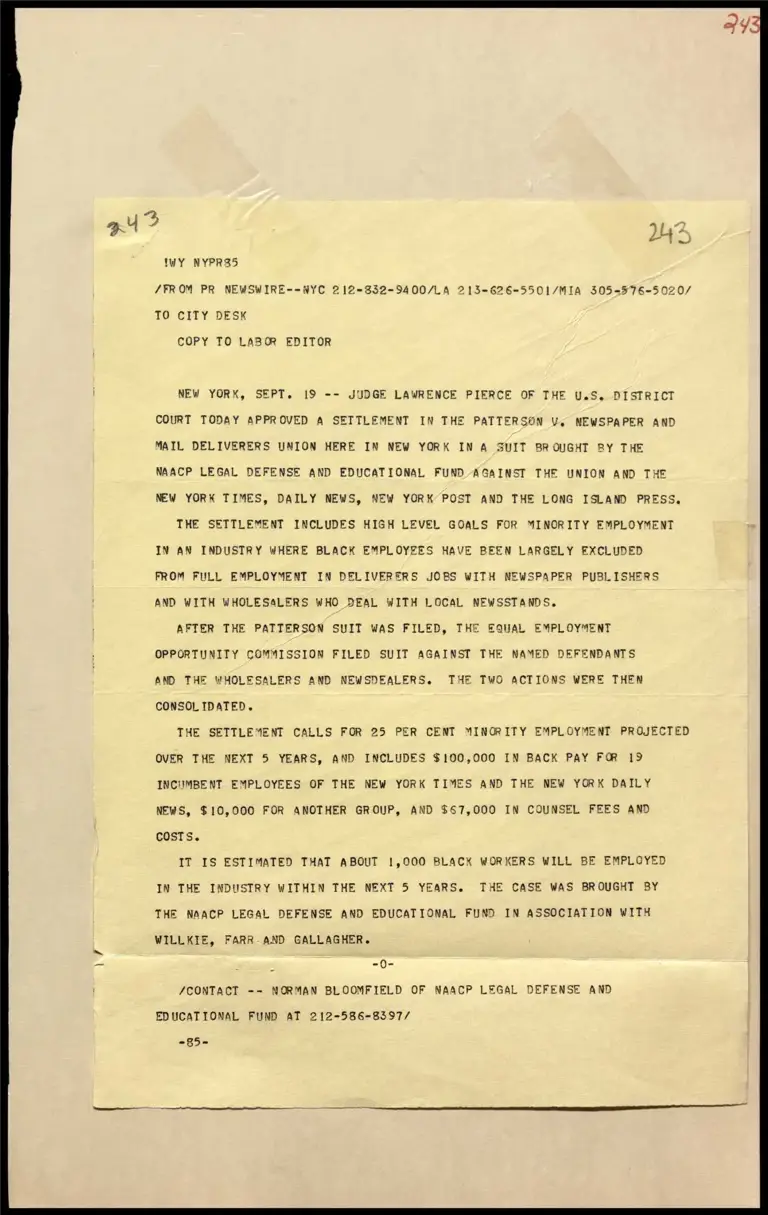 243
243 243
!WY NYPR85
/FROM PR NEWSWIRE--NYC 212-832-9400/LA 213-626-5501/MIA 305-576-5020/
TO CITY DESK
COPY TO LABOR EDITOR
NEW YORK, SEPT. 19 -- JUDGE LAWRENCE PIERCE OF THE U.S. DISTRICT
COURT TODAY APPROVED A SETTLEMENT IN THE PATTERSON V. NEWSPAPER AND
MAIL DELIVERERS UNION HERE IN NEW YORK IN A SUIT BROUGHT BY THE
NAACP LEGAL DEFENSE AND EDUCATIONAL FUND AGAINST THE UNION AND THE
NEW YORK TIMES, DAILY NEWS, NEW YORK POST AND THE LONG ISLAND PRESS.
THE SETTLEMENT INCLUDES HIGH LEVEL GOALS FOR MINORITY EMPLOYMENT
IN AN INDUSTRY WHERE BLACK EMPLOYEES HAVE BEEN LARGELY EXCLUDED
FROM FULL EMPLOYMENT IN DELIVERERS JOBS WITH NEWSPAPER PUBLISHERS
AND WITH WHOLESALERS WHO DEAL WITH LOCAL NEWSSTANDS.
AFTER THE PATTERSON SUIT WAS FILED, THE EQUAL EMPLOYMENT
OPPORTUNITY COMMISSION FILED SUIT AGAINST THE NAMED DEFENDANTS
AND THE WHOLESALERS AND NEWSDEALERS. THE TWO ACTIONS WERE THEN
CONSOLIDATED.
THE SETTLEMENT CALLS FOR 25 PER CENT MINORITY EMPLOYMENT PROJECTED
OVER THE NEXT 5 YEARS, AND INCLUDES $100,000 IN BACK PAY FOR 19
INCUMBENT EMPLOYEES OF THE NEW YORK TIMES AND THE NEW YORK DAILY
NEWS, $10,000 FOR ANOTHER GROUP, AND $67,000 IN COUNSEL FEES AND
COSTS.
IT IS ESTIMATED THAT ABOUT 1,000 BLACK WORKERS WILL BE EMPLOYED
IN THE INDUSTRY WITHIN THE NEXT 5 YEARS. THE CASE WAS BROUGHT BY
THE NAACP LEGAL DEFENSE AND EDUCATIONAL FUND IN ASSOCIATION WITH
WILLKIE, FARR AND GALLAGHER.
-0-
/CONTACT -- NORMAN BLOOMFIELD OF NAACP LEGAL DEFENSE AND
EDUCATIONAL FUND AT 212-586-8397/
-85-